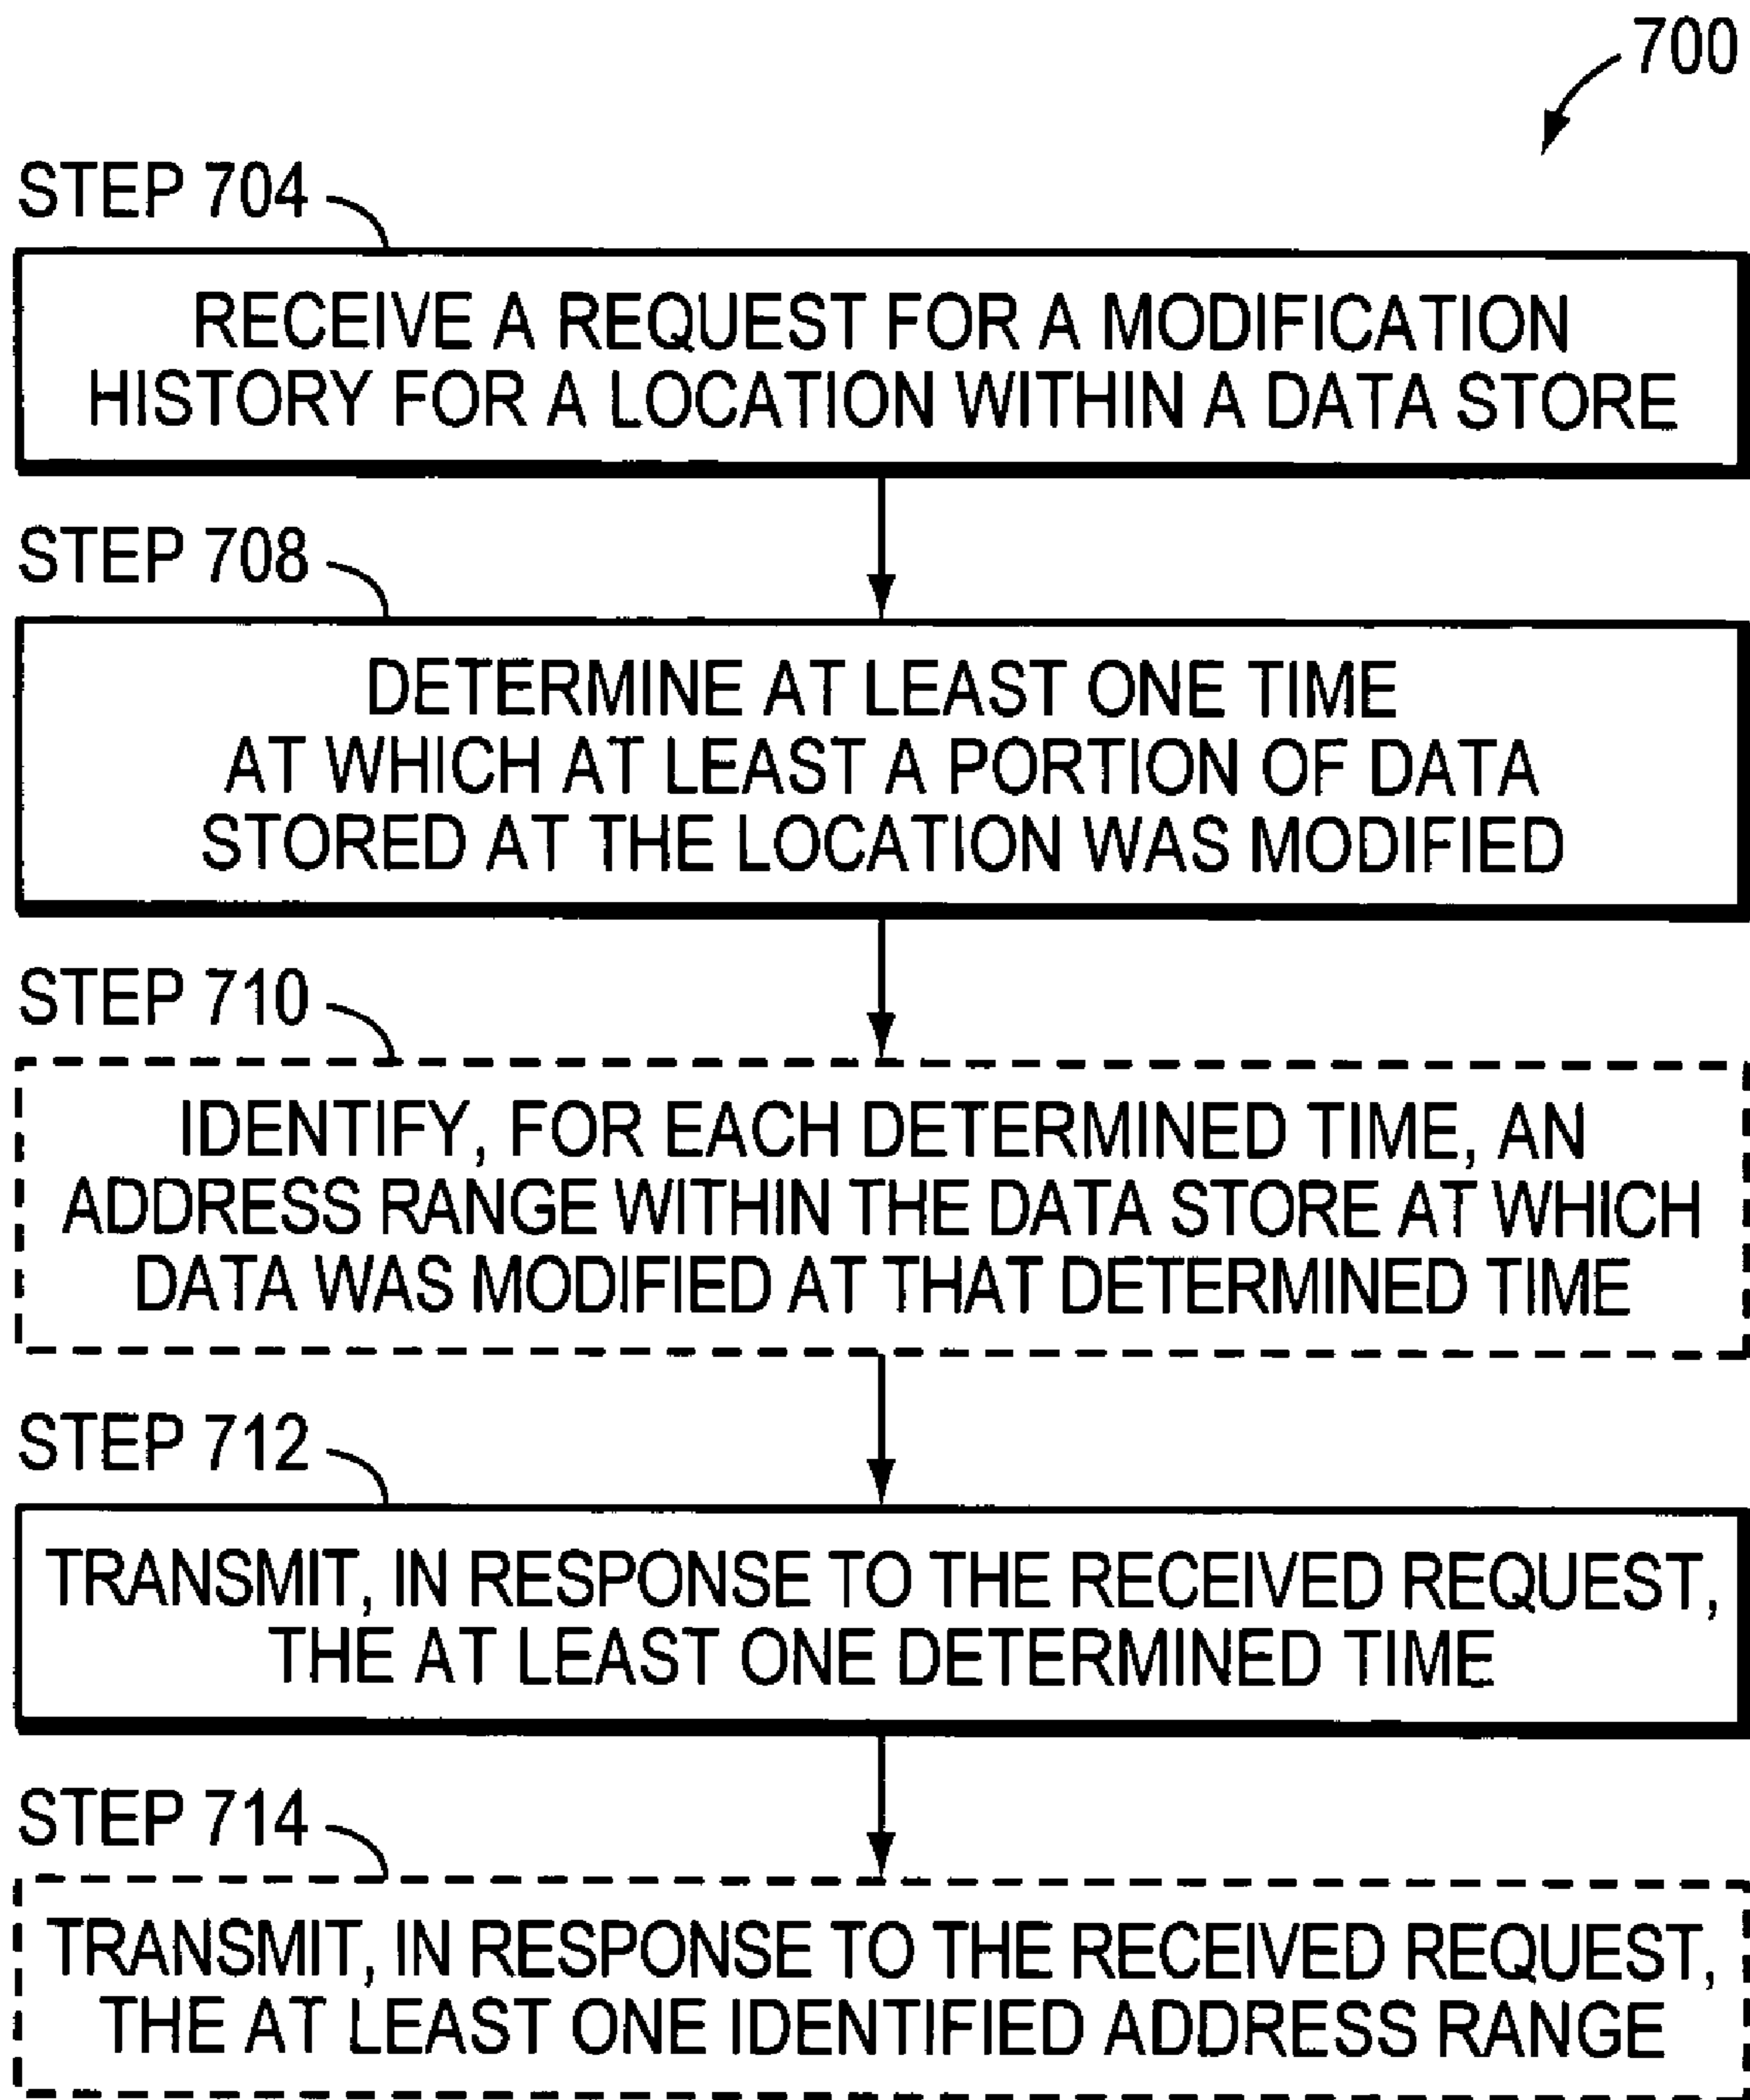 700
STEP 704
RECEIVE A REQUEST FOR A MODIFICATION
HISTORY FOR A LOCATION WITHIN A DATA STORE
STEP 708
DETERMINE AT LEAST ONE TIME
AT WHICH AT LEAST A PORTION OF DATA
STORED AT THE LOCATION WAS MODIFIED
STEP 710
IDENTIFY, FOR EACH DETERMINED TIME, AN
ADDRESS RANGE WITHIN THE DATA STORE AT WHICH
DATA WAS MODIFIED AT THAT DETERMINED TIME
STEP 712
TRANSMIT, IN RESPONSE TO THE RECEIVED REQUEST,
THE AT LEAST ONE DETERMINED TIME
STEP 714
TRANSMIT, IN RESPONSE TO THE RECEIVED REQUEST,
THE AT LEAST ONE IDENTIFIED ADDRESS RANGE